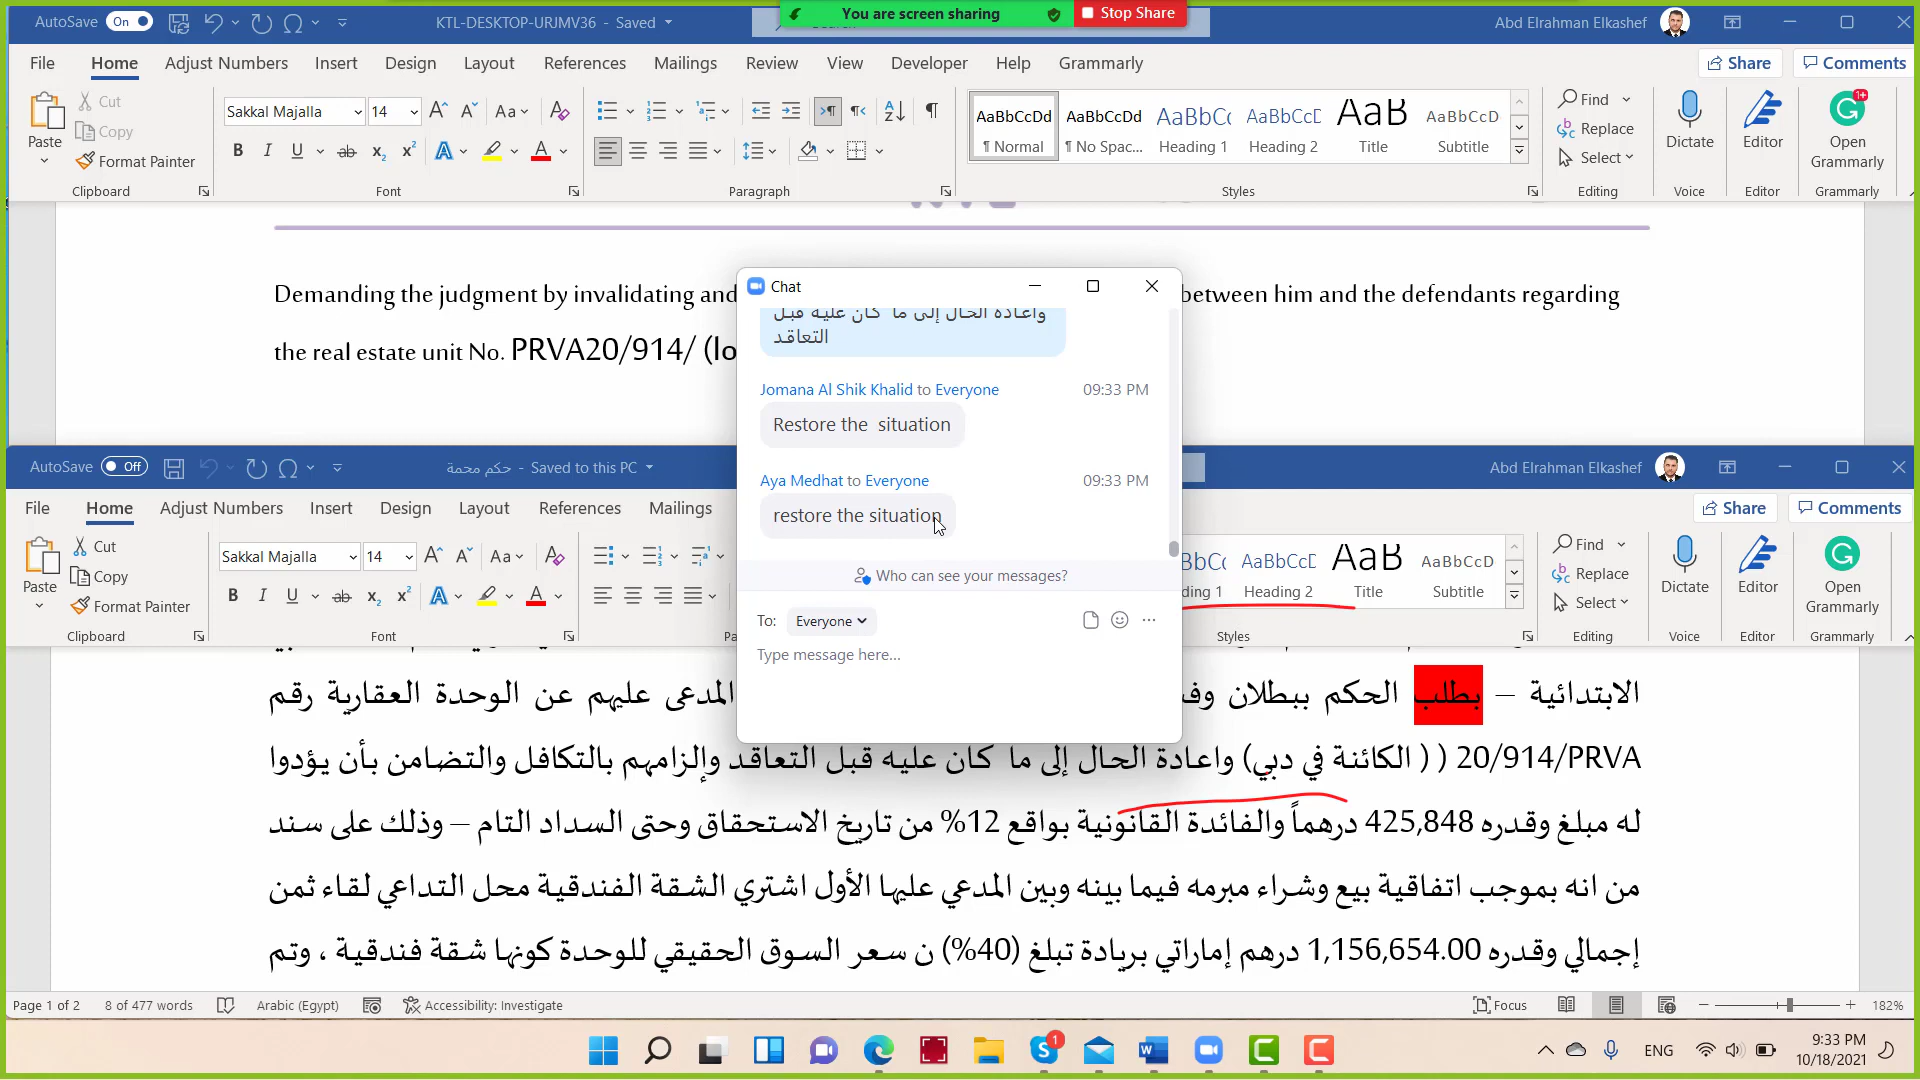 AutoSave On KTL-DESKTOP-URJMV36 - Saved Abd Elrahman Elkashef
You are screen sharing Stop Share
File Home Adjust Numbers Insert Design Layout References Mailings Review View Developer Help Grammarly Share Comments
Paste Cut Copy Format Painter
Sakkal Majalla 14
AaBbCcDd AaBbCcDd AaBbCc AaBbCcC AaB AaBbCcD
¶ Normal ¶ No Spac... Heading 1 Heading 2 Title Subtitle
Find Replace Select
Dictate Editor Open Grammarly
Clipboard Font Paragraph Styles Editing Voice Editor Grammarly
Demanding the judgment by invalidating and between him and the defendants regarding
the real estate unit No. PRVA20/914/ (lo
Chat
واعادة الحال إلى ما كان عليه قبل
التعاقد
Jomana Al Shik Khalid to Everyone 09:33 PM
Restore the situation
Aya Medhat to Everyone 09:33 PM
restore the situation
Who can see your messages?
To: Everyone
Type message here...
AutoSave Off حكم محمة - Saved to this PC Abd Elrahman Elkashef
File Home Adjust Numbers Insert Design Layout References Mailings Share Comments
Paste Cut Copy Format Painter
Sakkal Majalla 14
AaBbCcC AaB AaBbCcD
ding 1 Heading 2 Title Subtitle
Find Replace Select
Dictate Editor Open Grammarly
Clipboard Font Styles Editing Voice Editor Grammarly
الابتدائية – بطلب الحكم ببطلان وف المدعى عليهم عن الوحدة العقارية رقم
20/914/PRVA ( ( الكائنة في دبي) واعادة الحال إلى ما كان عليه قبل التعاقد وإلزامهم بالتكافل والتضامن بأن يؤدوا
له مبلغ وقدره 425,848 درهماً والفائدة القانونية بواقع 12% من تاريخ الاستحقاق وحتى السداد التام – وذلك على سند
من انه بموجب اتفاقية بيع وشراء مبرمه فيما بينه وبين المدعي عليها الأول اشتري الشقة الفندقية محل التداعي لقاء ثمن
إجمالي وقدره 1,156,654.00 درهم إماراتي بريادة تبلغ (40%) ن سعر السوق الحقيقي للوحدة كونها شقة فندقية ، وتم
Page 1 of 2 8 of 477 words Arabic (Egypt) Accessibility: Investigate Focus 182%
ENG 9:33 PM
10/18/2021